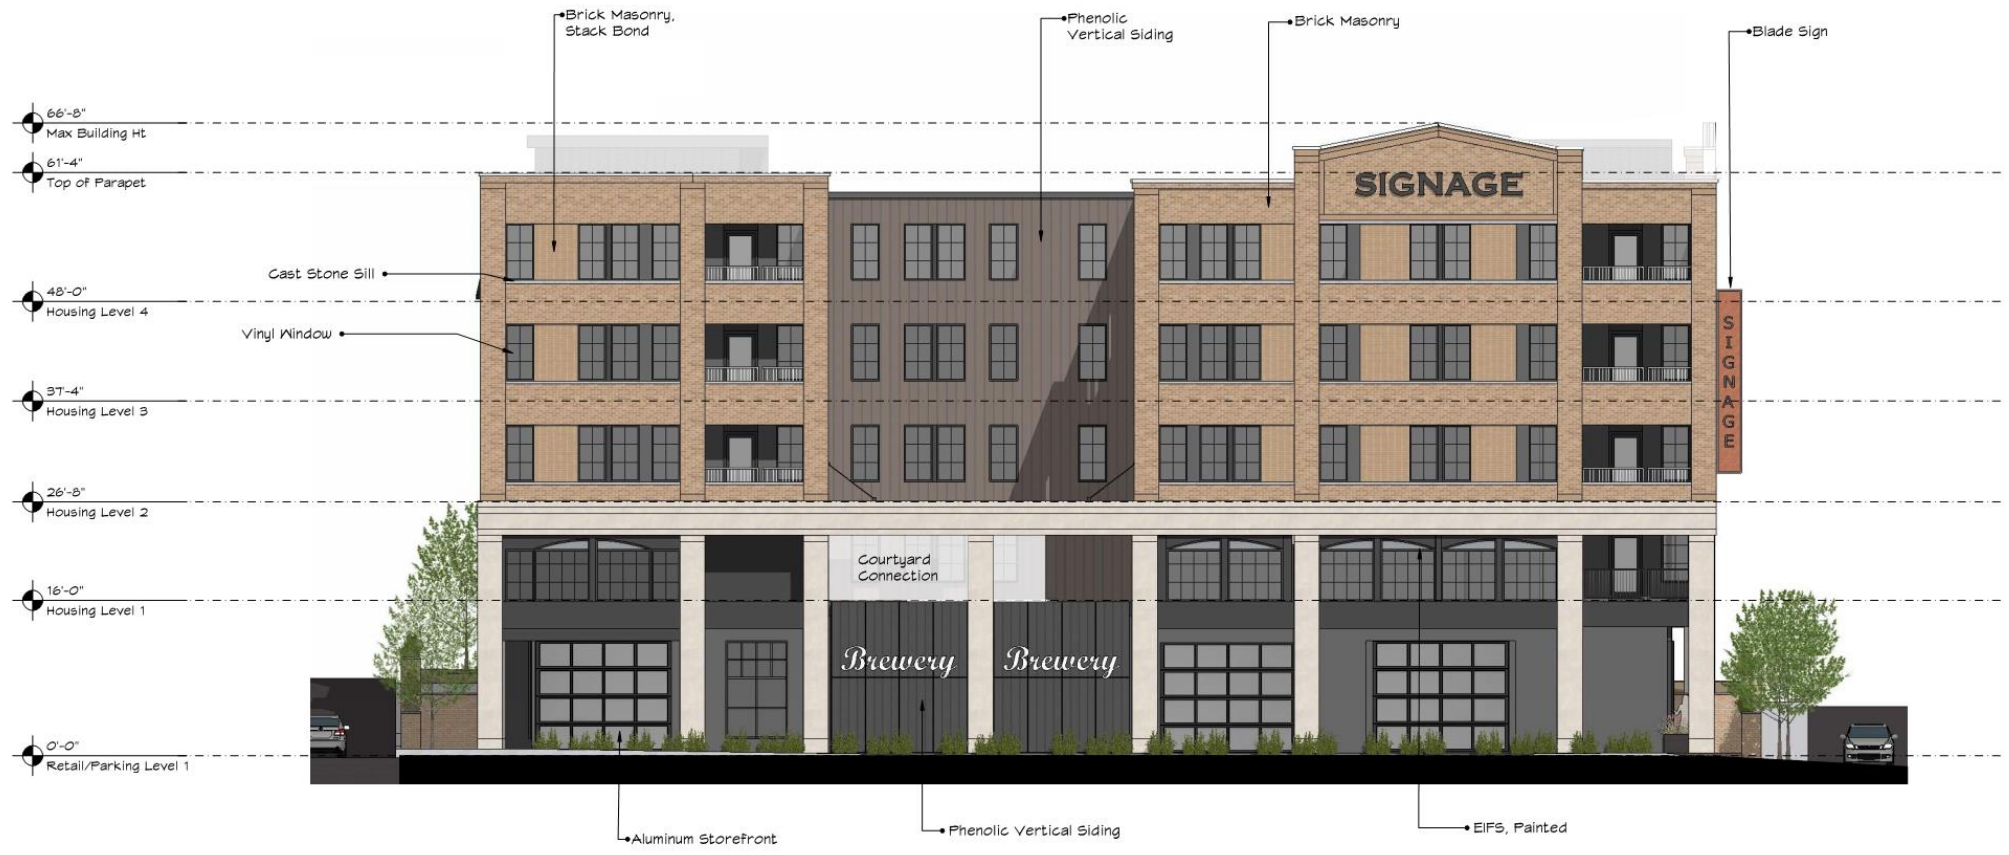 Brick Masonry,
Stack Bond
Phenolic
Vertical Siding
Brick Masonry
Blade Sign
66'-8"
Max Building Ht
61'-4"
Top of Parapet
SIGNAGE
Cast Stone Sill
48'-0"
Housing Level 4
Vinyl Window
SIGNAGE
37'-4"
Housing Level 3
26'-8"
Housing Level 2
Courtyard
Connection
16'-0"
Housing Level 1
Brewery
Brewery
0'-0"
Retail/Parking Level 1
Aluminum Storefront
Phenolic Vertical Siding
EIFS, Painted